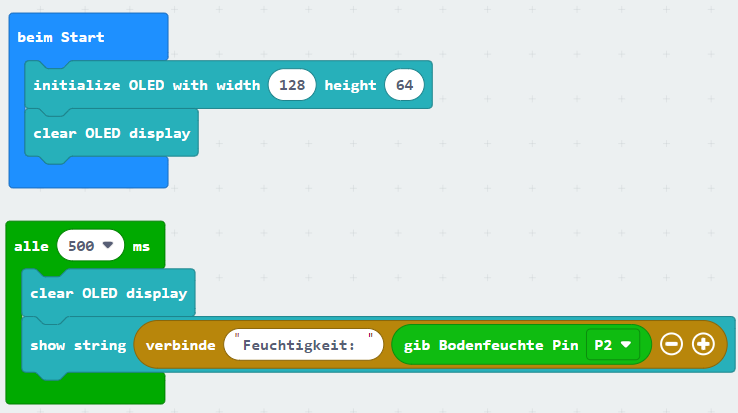 beim Start
initialize OLED with width 128 height 64
clear OLED display
alle 500 ms
clear OLED display
show string verbinde "Feuchtigkeit: " gib Bodenfeuchte Pin P2